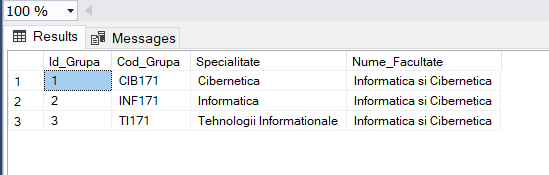 100 %
Results Messages
Id_Grupa Cod_Grupa Specialitate Nume_Facultate
1 1 CIB171 Cibernetica Informatica si Cibernetica
2 2 INF171 Informatica Informatica si Cibernetica
3 3 TI171 Tehnologii Informationale Informatica si Cibernetica